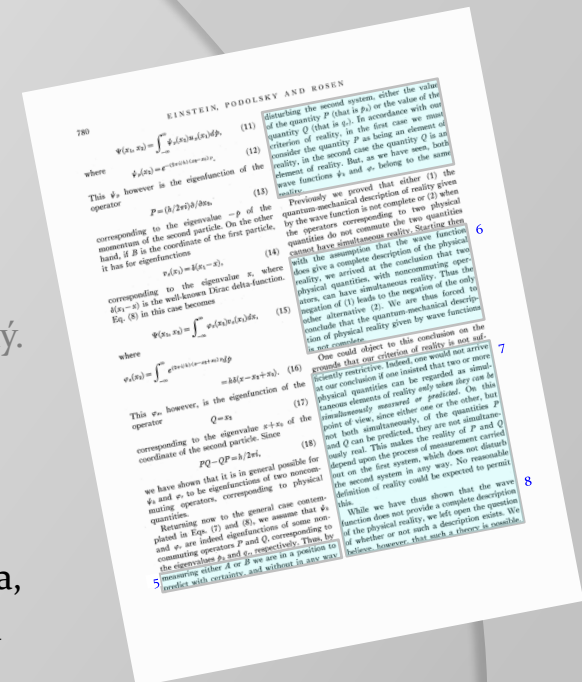 ý.
a,
780
EINSTEIN, PODOLSKY AND ROSEN
(11)
where
(12)
This ψₚ however is the eigenfunction of the
operator
P=(h/2πi)∂/∂x₂, (13)
corresponding to the eigenvalue −p of the
momentum of the second particle. On the other
hand, if B is the coordinate of the first particle,
it has for eigenfunctions
vₓ(x₁)=δ(x₁−x), (14)
corresponding to the eigenvalue x, where
δ(x₁−x) is the well-known Dirac delta-function.
Eq. (8) in this case becomes
(15)
where
=hδ(x−x₂+x₀). (16)
This φₓ, however, is the eigenfunction of the
operator
Q=x₂ (17)
corresponding to the eigenvalue x+x₀ of the
coordinate of the second particle. Since
PQ−QP=h/2πi, (18)
we have shown that it is in general possible for
ψₖ and φᵣ to be eigenfunctions of two noncom-
muting operators, corresponding to physical
quantities.
Returning now to the general case contem-
plated in Eqs. (7) and (8), we assume that ψₖ
and φᵣ are indeed eigenfunctions of some non-
commuting operators P and Q, corresponding to
the eigenvalues pₖ and qᵣ, respectively. Thus, by
5
measuring either A or B we are in a position to
predict with certainty, and without in any way
disturbing the second system, either the value
of the quantity P (that is pₖ) or the value of the
quantity Q (that is qᵣ). In accordance with our
criterion of reality, in the first case we must
consider the quantity P as being an element of
reality, in the second case the quantity Q is an
element of reality. But, as we have seen, both
wave functions ψₖ and φᵣ belong to the same
reality.
Previously we proved that either (1) the
quantum-mechanical description of reality given
by the wave function is not complete or (2) when
the operators corresponding to two physical
quantities do not commute the two quantities
cannot have simultaneous reality. Starting then
6
with the assumption that the wave function
does give a complete description of the physical
reality, we arrived at the conclusion that two
physical quantities, with noncommuting oper-
ators, can have simultaneous reality. Thus the
negation of (1) leads to the negation of the only
other alternative (2). We are thus forced to
conclude that the quantum-mechanical descrip-
tion of physical reality given by wave functions
is not complete.
One could object to this conclusion on the
grounds that our criterion of reality is not suf-
7
ficiently restrictive. Indeed, one would not arrive
at our conclusion if one insisted that two or more
physical quantities can be regarded as simul-
taneous elements of reality only when they can be
simultaneously measured or predicted. On this
point of view, since either one or the other, but
not both simultaneously, of the quantities P
and Q can be predicted, they are not simultane-
ously real. This makes the reality of P and Q
depend upon the process of measurement carried
out on the first system, which does not disturb
the second system in any way. No reasonable
definition of reality could be expected to permit
this.
8
While we have thus shown that the wave
function does not provide a complete description
of the physical reality, we left open the question
of whether or not such a description exists. We
believe, however, that such a theory is possible.